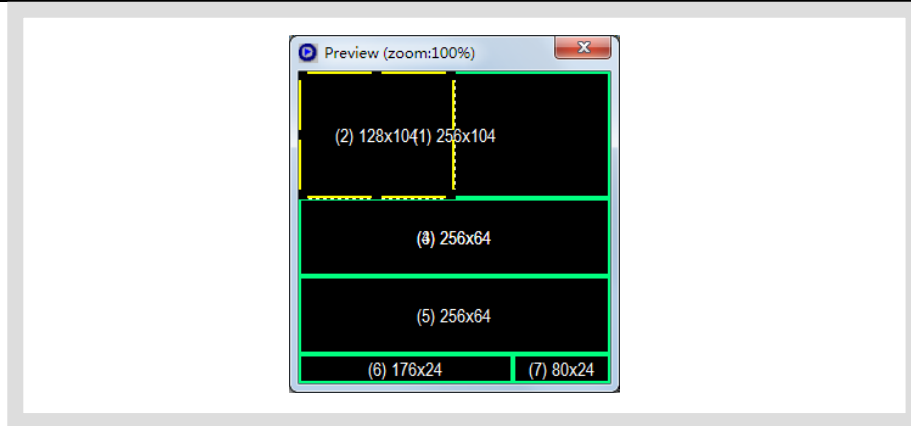 Preview (zoom:100%)
(2) 128x104
(1) 256x104
256x64
(5) 256x64
(6) 176x24
(7) 80x24